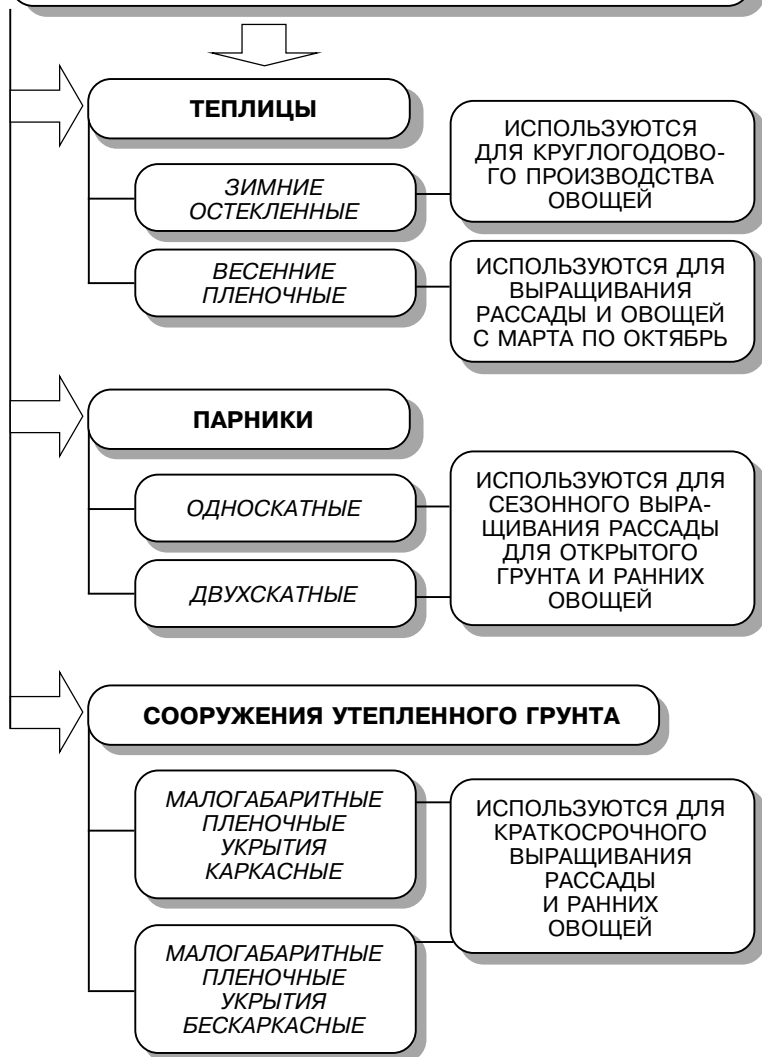 ТЕПЛИЦЫ
ЗИМНИЕ
ОСТЕКЛЕННЫЕ
ИСПОЛЬЗУЮТСЯ
ДЛЯ КРУГЛОГОДОВО-
ГО ПРОИЗВОДСТВА
ОВОЩЕЙ
ВЕСЕННИЕ
ПЛЕНОЧНЫЕ
ИСПОЛЬЗУЮТСЯ ДЛЯ
ВЫРАЩИВАНИЯ
РАССАДЫ И ОВОЩЕЙ
С МАРТА ПО ОКТЯБРЬ
ПАРНИКИ
ОДНОСКАТНЫЕ
ДВУХСКАТНЫЕ
ИСПОЛЬЗУЮТСЯ ДЛЯ
СЕЗОННОГО ВЫРА-
ЩИВАНИЯ РАССАДЫ
ДЛЯ ОТКРЫТОГО
ГРУНТА И РАННИХ
ОВОЩЕЙ
СООРУЖЕНИЯ УТЕПЛЕННОГО ГРУНТА
МАЛОГАБАРИТНЫЕ
ПЛЕНОЧНЫЕ
УКРЫТИЯ
КАРКАСНЫЕ
МАЛОГАБАРИТНЫЕ
ПЛЕНОЧНЫЕ
УКРЫТИЯ
БЕСКАРКАСНЫЕ
ИСПОЛЬЗУЮТСЯ ДЛЯ
КРАТКОСРОЧНОГО
ВЫРАЩИВАНИЯ
РАССАДЫ
И РАННИХ
ОВОЩЕЙ